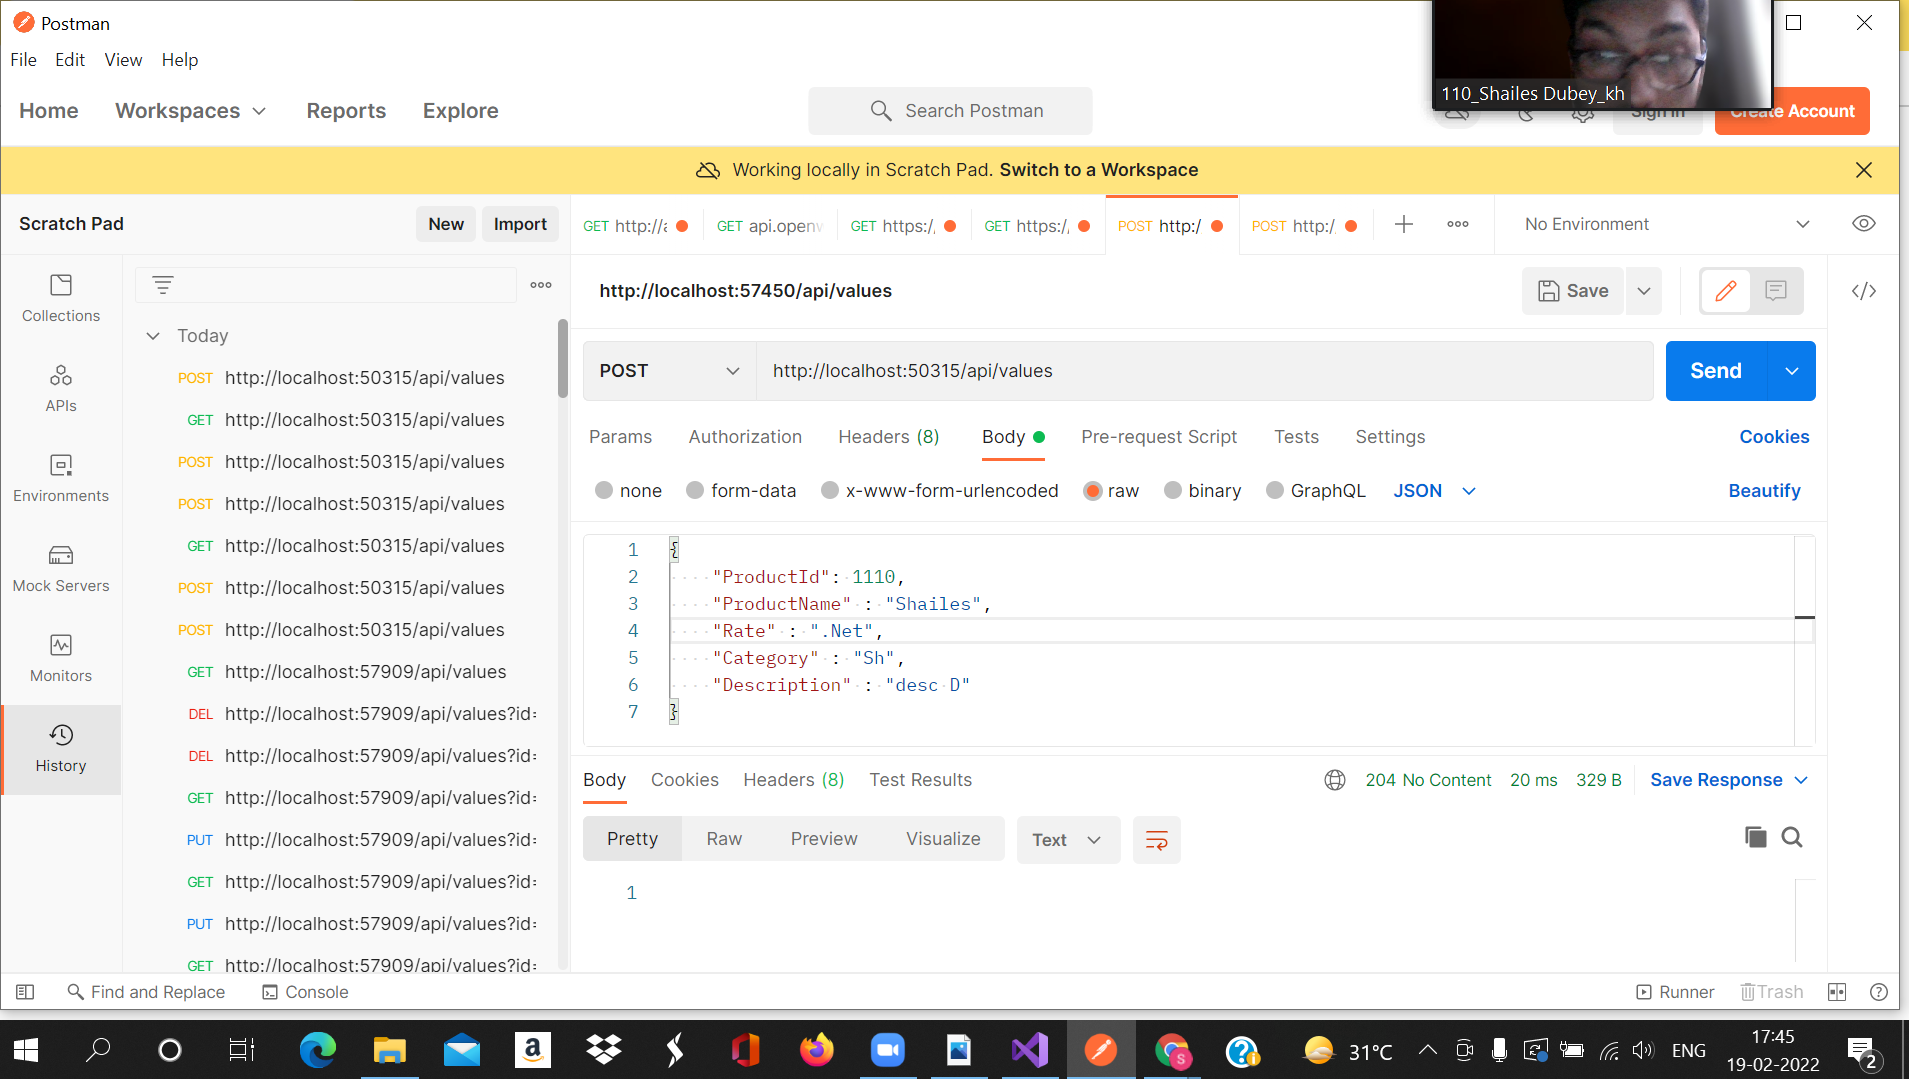 Postman
110_Shailes Dubey_kh
File Edit View Help
Home Workspaces Reports Explore
Search Postman
Sign in
Create Account
Working locally in Scratch Pad. Switch to a Workspace
Scratch Pad
New
Import
GET http://a
GET api.openv
GET https:/
GET https:/
POST http:/
POST http:/
No Environment
Collections
APIs
Environments
Mock Servers
Monitors
History
Today
POST http://localhost:50315/api/values
GET http://localhost:50315/api/values
POST http://localhost:50315/api/values
POST http://localhost:50315/api/values
GET http://localhost:50315/api/values
POST http://localhost:50315/api/values
POST http://localhost:50315/api/values
GET http://localhost:57909/api/values
DEL http://localhost:57909/api/values?id=
DEL http://localhost:57909/api/values?id=
GET http://localhost:57909/api/values?id=
PUT http://localhost:57909/api/values?id=
GET http://localhost:57909/api/values?id=
PUT http://localhost:57909/api/values?id=
GET http://localhost:57909/api/values?id=
http://localhost:57450/api/values
Save
POST
http://localhost:50315/api/values
Send
Params Authorization Headers (8) Body Pre-request Script Tests Settings Cookies
none form-data x-www-form-urlencoded raw binary GraphQL JSON Beautify
1 {
2 "ProductId": 1110,
3 "ProductName" : "Shailes",
4 "Rate" : ".Net",
5 "Category" : "Sh",
6 "Description" : "desc D"
7 }
Body Cookies Headers (8) Test Results 204 No Content 20 ms 329 B Save Response
Pretty Raw Preview Visualize Text
1
Find and Replace Console Runner Trash
31°C ENG
17:45
19-02-2022
2